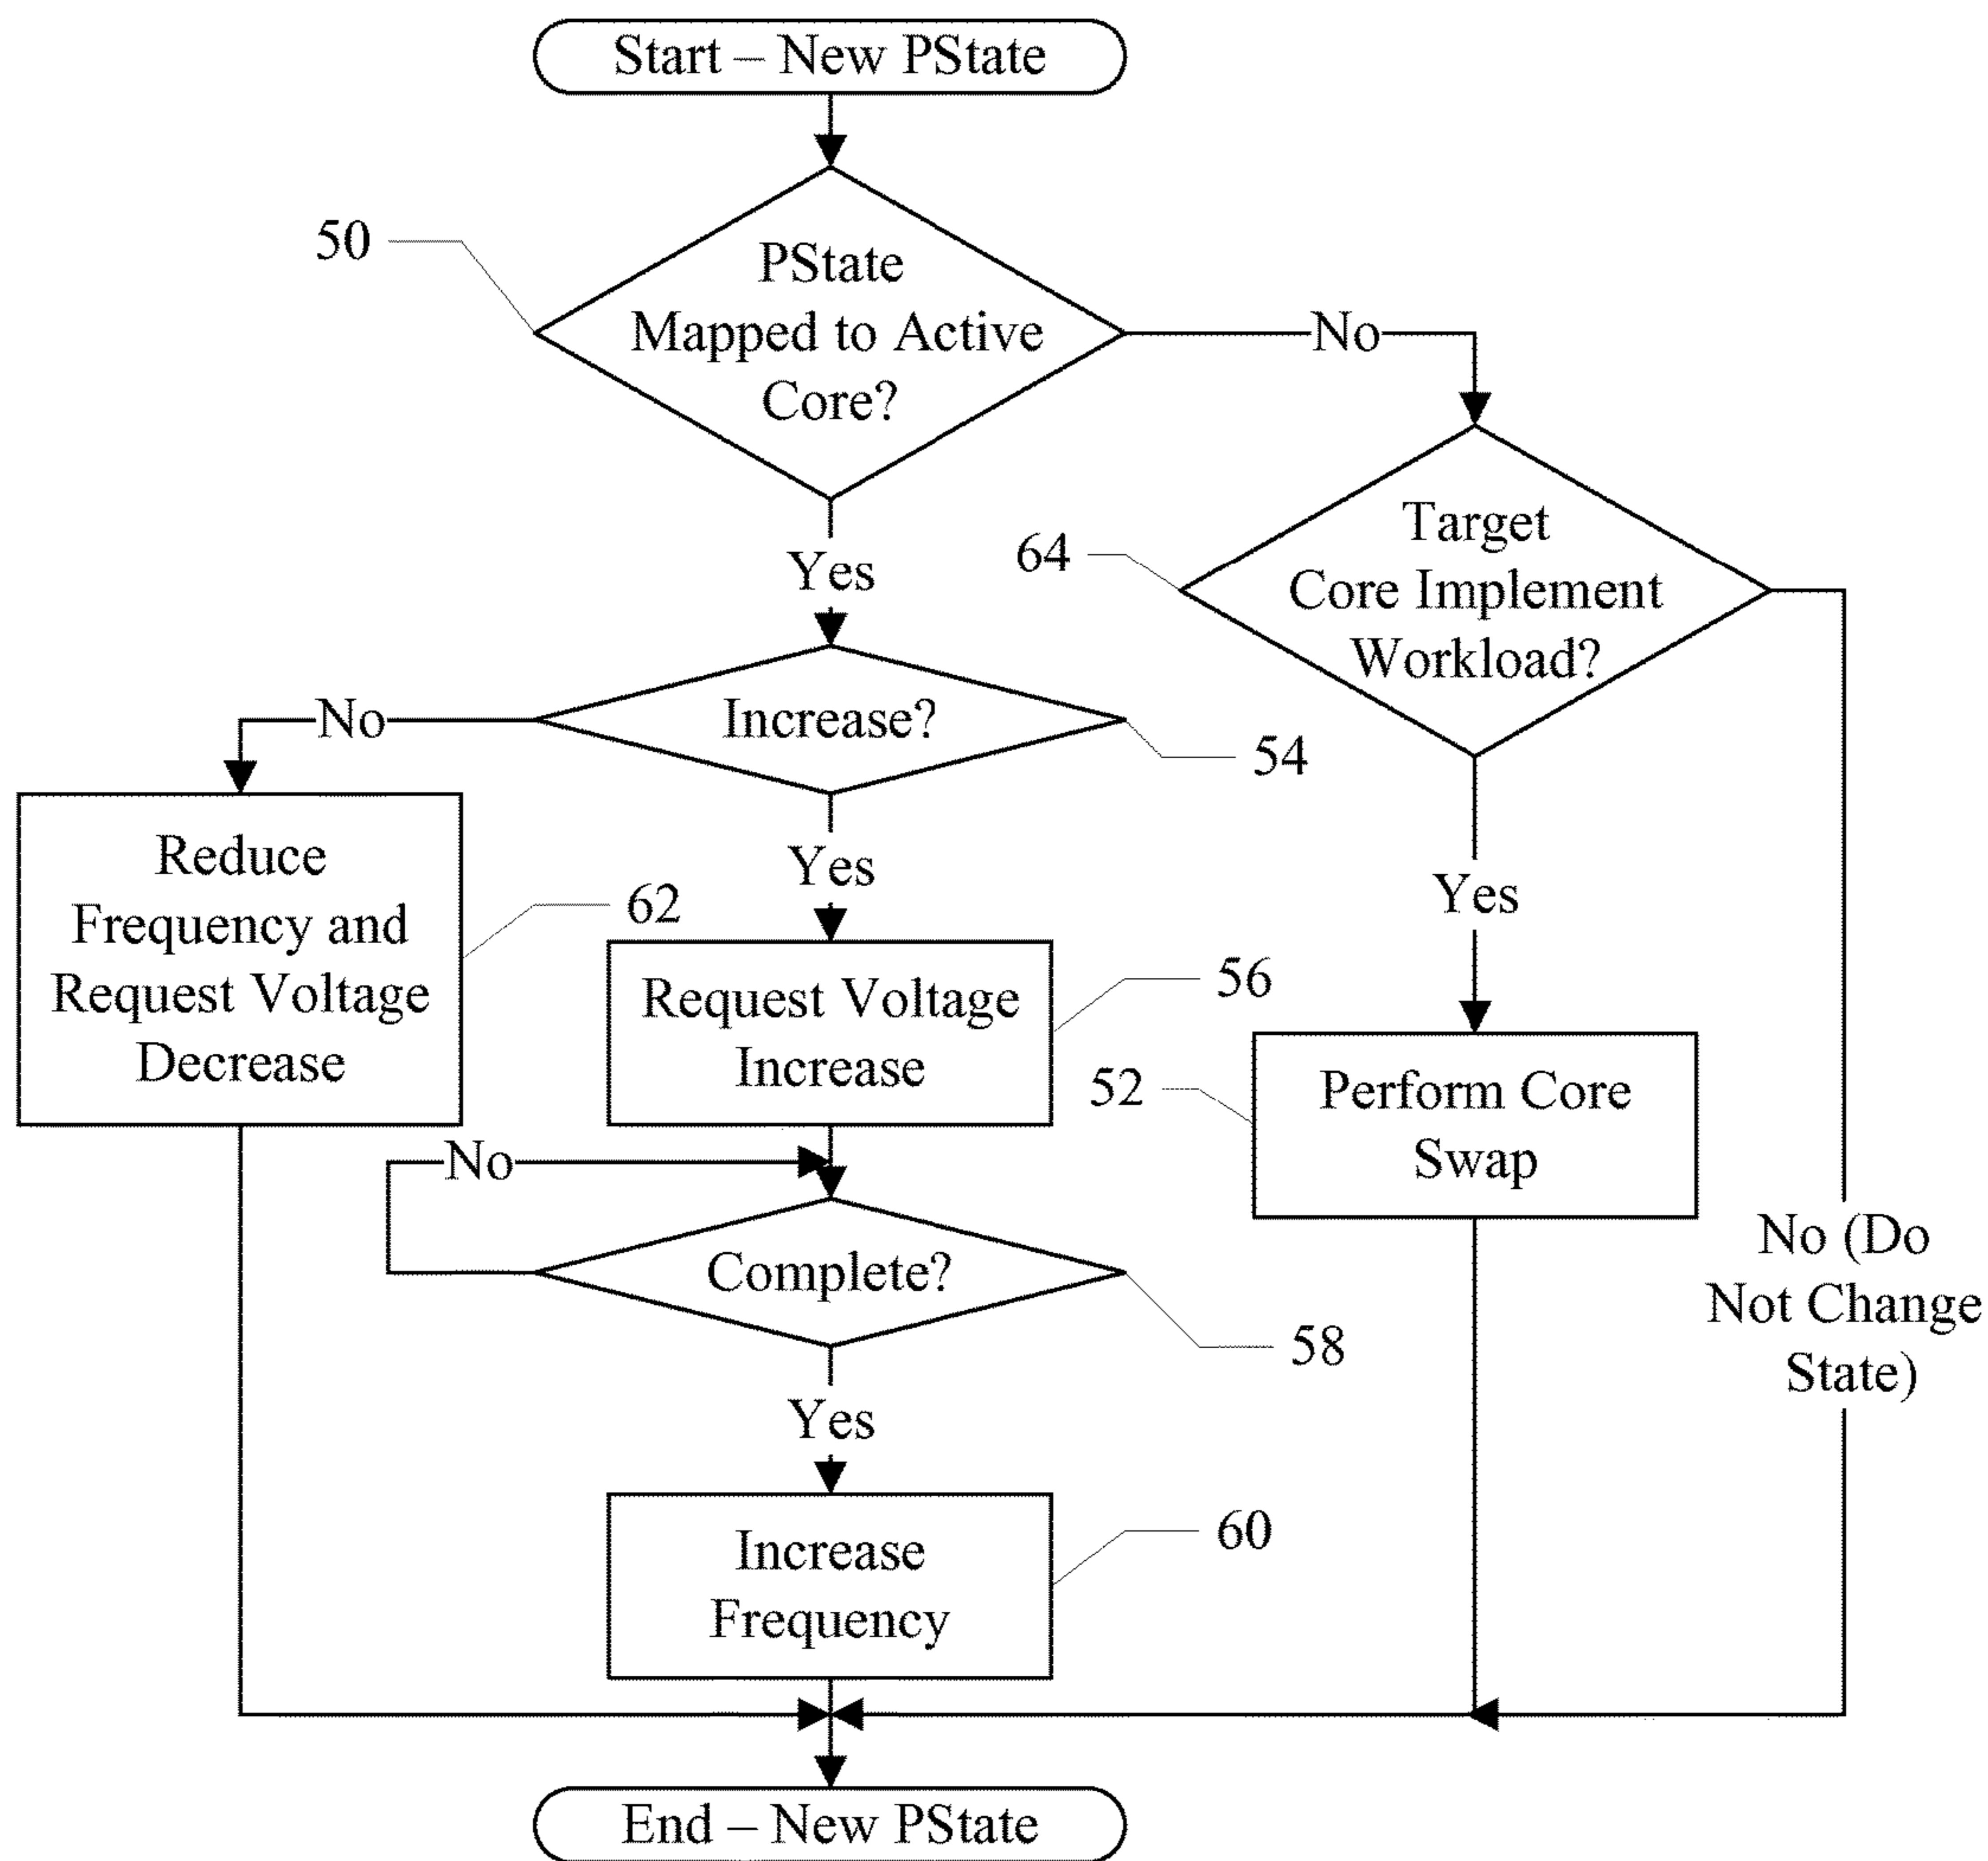 Start – New PState
50
PState
Mapped to Active
Core?
No
Yes
64
Target
Core Implement
Workload?
No
Increase?
54
Reduce
Frequency and
Request Voltage
Decrease
62
Yes
Yes
Request Voltage
Increase
56
52
Perform Core
Swap
No
Complete?
58
No (Do
Not Change
State)
Yes
Increase
Frequency
60
End – New PState